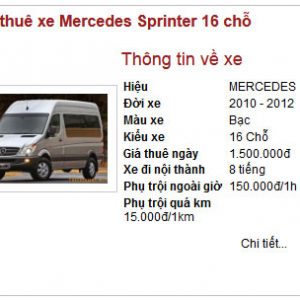 thuê xe Mercedes Sprinter 16 chỗ
Thông tin về xe
Hiệu MERCEDES
Đời xe 2010 - 2012
Màu xe Bạc
Kiểu xe 16 Chỗ
Giá thuê ngày 1.500.000đ
Xe đi nội thành 8 tiếng
Phụ trội ngoài giờ 150.000đ/1h
Phụ trội quá km
15.000đ/1km
Chi tiết...